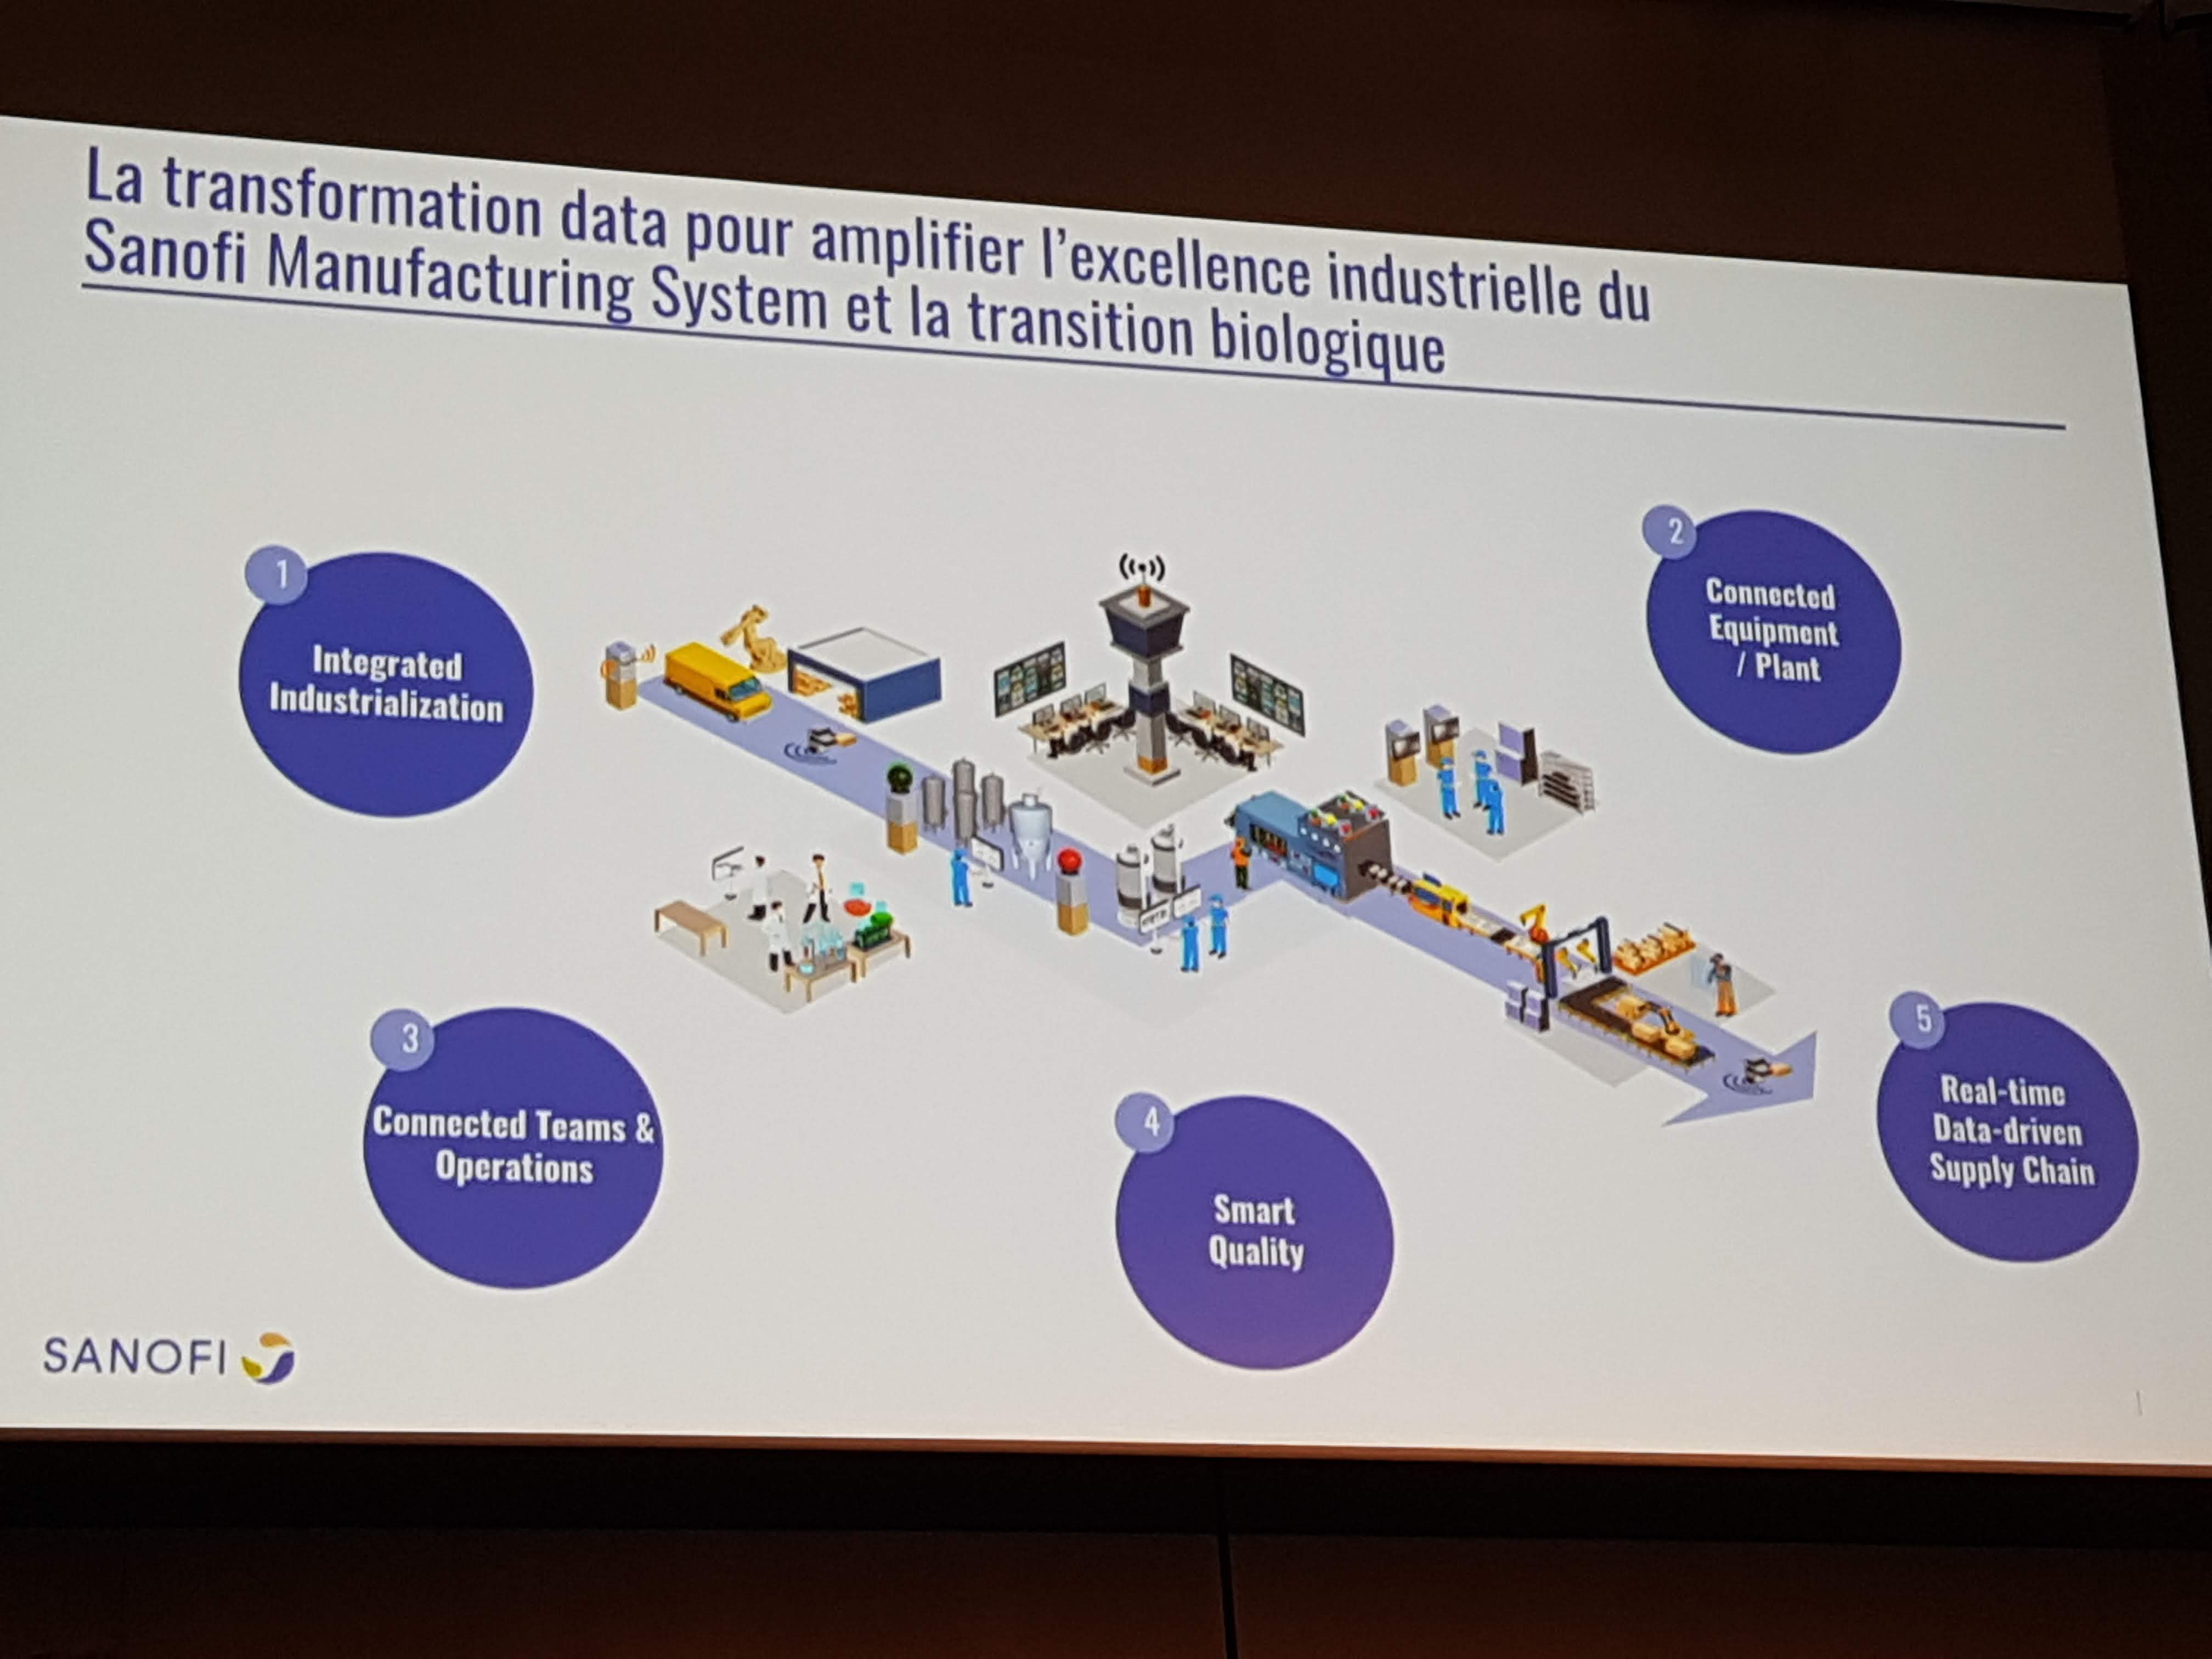 La transformation data pour amplifier l'excellence industrielle du
Sanofi Manufacturing System et la transition biologique
1
Integrated
Industrialization
2
Connected
Equipment
/ Plant
3
Connected Teams &
Operations
4
Smart
Quality
5
Real-time
Data-driven
Supply Chain
SANOFI